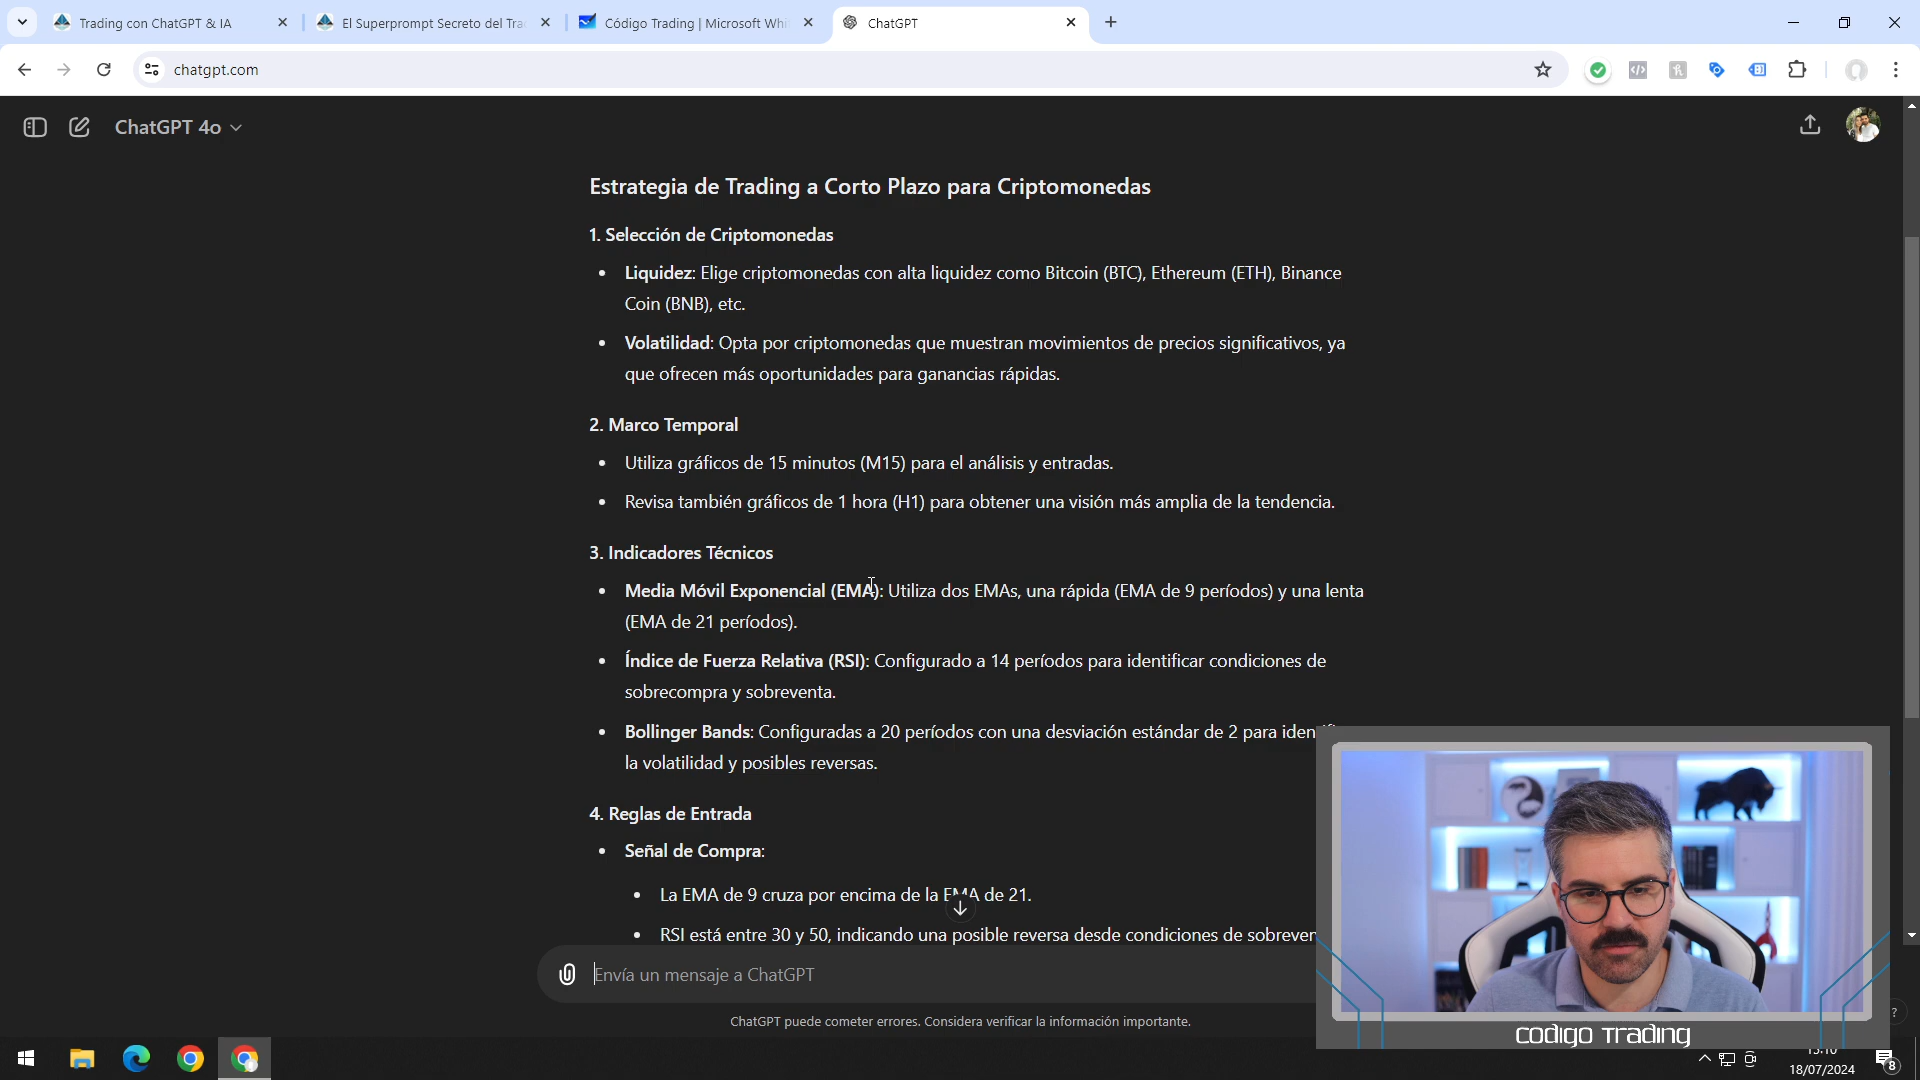 Trading con ChatGPT & IA
El Superprompt Secreto del Tra
Código Trading | Microsoft Whi
ChatGPT
chatgpt.com
ChatGPT 4o
Estrategia de Trading a Corto Plazo para Criptomonedas
1. Selección de Criptomonedas
• Liquidez: Elige criptomonedas con alta liquidez como Bitcoin (BTC), Ethereum (ETH), Binance
Coin (BNB), etc.
• Volatilidad: Opta por criptomonedas que muestran movimientos de precios significativos, ya
que ofrecen más oportunidades para ganancias rápidas.
2. Marco Temporal
• Utiliza gráficos de 15 minutos (M15) para el análisis y entradas.
• Revisa también gráficos de 1 hora (H1) para obtener una visión más amplia de la tendencia.
3. Indicadores Técnicos
• Media Móvil Exponencial (EMA): Utiliza dos EMAs, una rápida (EMA de 9 períodos) y una lenta
(EMA de 21 períodos).
• Índice de Fuerza Relativa (RSI): Configurado a 14 períodos para identificar condiciones de
sobrecompra y sobreventa.
• Bollinger Bands: Configuradas a 20 períodos con una desviación estándar de 2 para
la volatilidad y posibles reversas.
4. Reglas de Entrada
• Señal de Compra:
• La EMA de 9 cruza por encima de la EMA de 21.
• RSI está entre 30 y 50, indicando una posible reversa desde condiciones de
Envía un mensaje a ChatGPT
ChatGPT puede cometer errores. Considera verificar la información importante.
?
CODIGO TRADING
18/07/2024
8